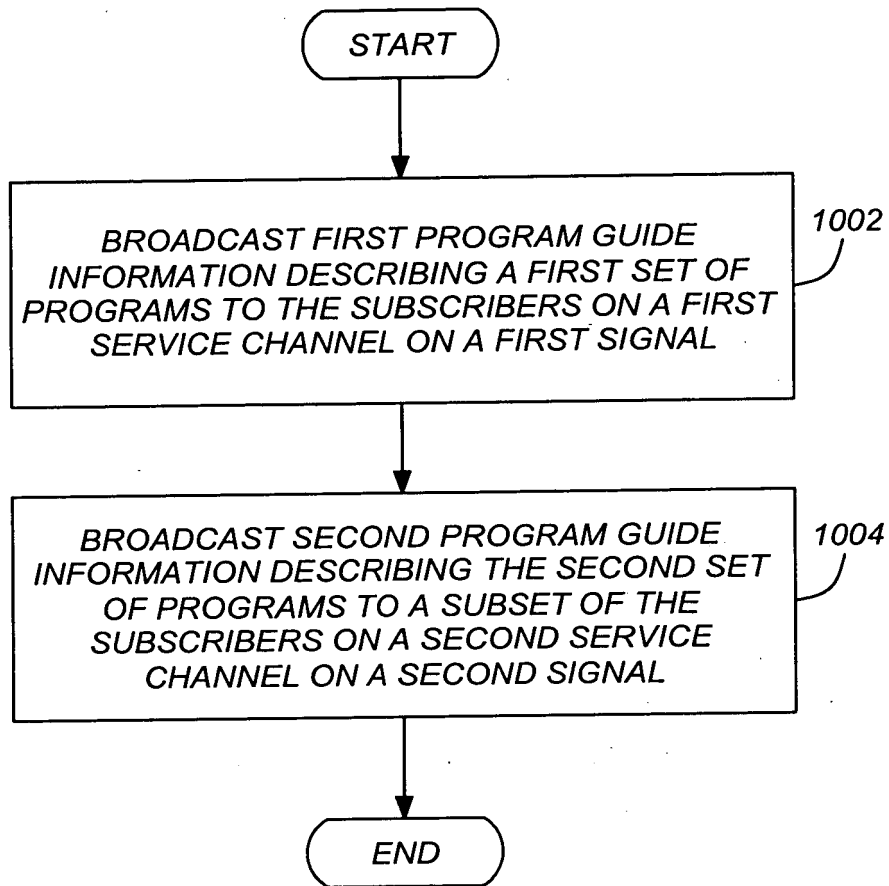 START
BROADCAST FIRST PROGRAM GUIDE
INFORMATION DESCRIBING A FIRST SET OF
PROGRAMS TO THE SUBSCRIBERS ON A FIRST
SERVICE CHANNEL ON A FIRST SIGNAL
1002
BROADCAST SECOND PROGRAM GUIDE
INFORMATION DESCRIBING THE SECOND SET
OF PROGRAMS TO A SUBSET OF THE
SUBSCRIBERS ON A SECOND SERVICE
CHANNEL ON A SECOND SIGNAL
1004
END